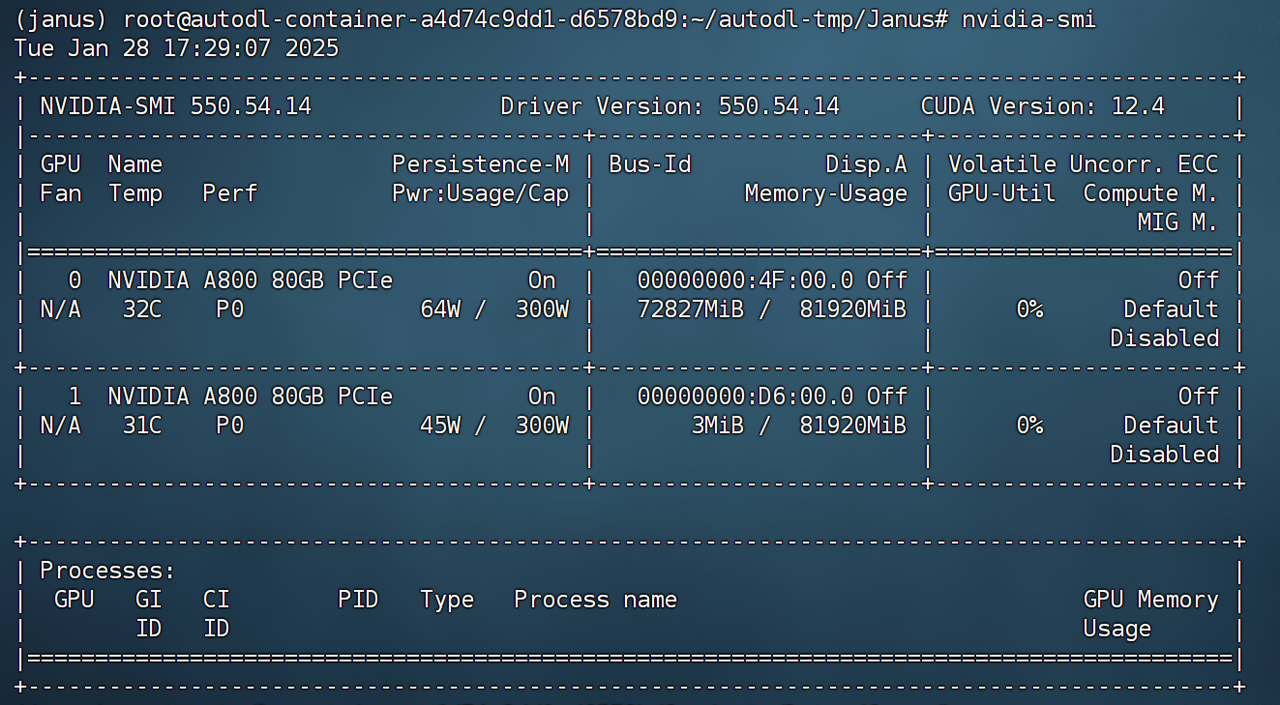 (janus) root@autodl-container-a4d74c9dd1-d6578bd9:~/autodl-tmp/Janus# nvidia-smi
Tue Jan 28 17:29:07 2025
+-----------------------------------------------------------------------------------------+
| NVIDIA-SMI 550.54.14              Driver Version: 550.54.14      CUDA Version: 12.4     |
|-----------------------------------------+------------------------+----------------------+
| GPU  Name                 Persistence-M | Bus-Id          Disp.A | Volatile Uncorr. ECC |
| Fan  Temp   Perf          Pwr:Usage/Cap |           Memory-Usage | GPU-Util  Compute M. |
|                                         |                        |               MIG M. |
|=========================================+========================+======================|
|   0  NVIDIA A800 80GB PCIe          On  |   00000000:4F:00.0 Off |                  Off |
| N/A   32C    P0             64W /  300W |   72827MiB /  81920MiB |      0%      Default |
|                                         |                        |             Disabled |
+-----------------------------------------+------------------------+----------------------+
|   1  NVIDIA A800 80GB PCIe          On  |   00000000:D6:00.0 Off |                  Off |
| N/A   31C    P0             45W /  300W |       3MiB /  81920MiB |      0%      Default |
|                                         |                        |             Disabled |
+-----------------------------------------+------------------------+----------------------+

+-----------------------------------------------------------------------------------------+
| Processes:                                                                              |
|  GPU   GI   CI        PID   Type   Process name                              GPU Memory |
|        ID   ID                                                               Usage      |
|=========================================================================================|
+-----------------------------------------------------------------------------------------+